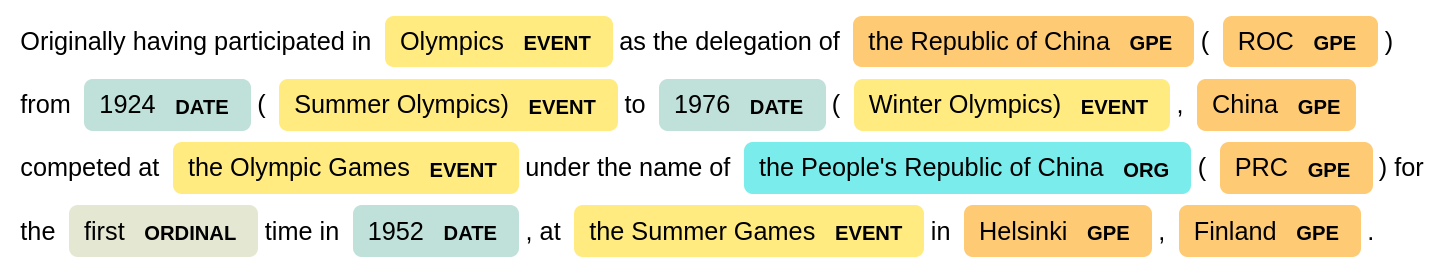 Originally having participated in Olympics EVENT as the delegation of the Republic of China GPE ( ROC GPE )
from 1924 DATE ( Summer Olympics) EVENT to 1976 DATE ( Winter Olympics) EVENT , China GPE
competed at the Olympic Games EVENT under the name of the People's Republic of China ORG ( PRC GPE ) for
the first ORDINAL time in 1952 DATE , at the Summer Games EVENT in Helsinki GPE , Finland GPE .